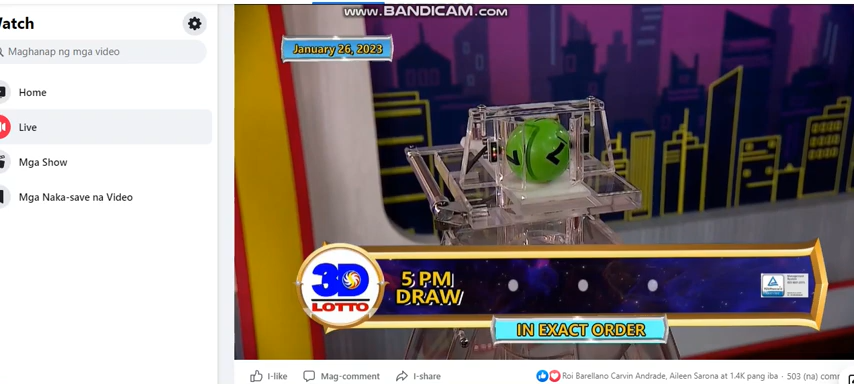 WWW.BANDICAM.COM
Watch
Maghanap ng mga video
Home
Live
Mga Show
Mga Naka-save na Video
January 26, 2023
3D
LOTTO
5 PM
DRAW
IN EXACT ORDER
I-like
Mag-comment
I-share
Roi Barellano Carvin Andrade, Aileen Sarona at 1.4K pang iba · 503 (na) comm